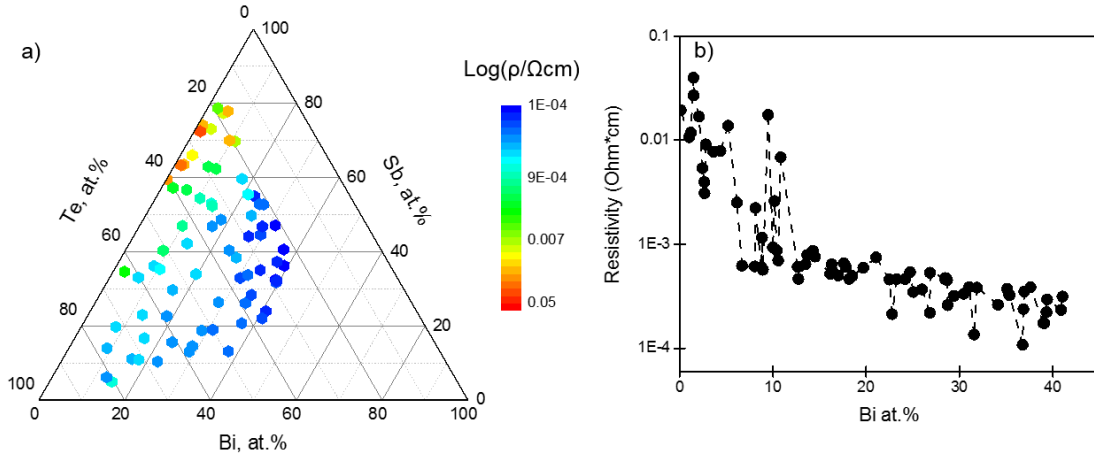 a)
0
100
20
80
40
60
60
40
80
20
100
0
0
20
40
60
80
100
Te, at.%
Sb, at.%
Bi, at.%
Log(ρ/Ωcm)
1E-04
9E-04
0.007
0.05
b)
0.1
0.01
1E-3
1E-4
0
10
20
30
40
Resistivity (Ohm*cm)
Bi at.%